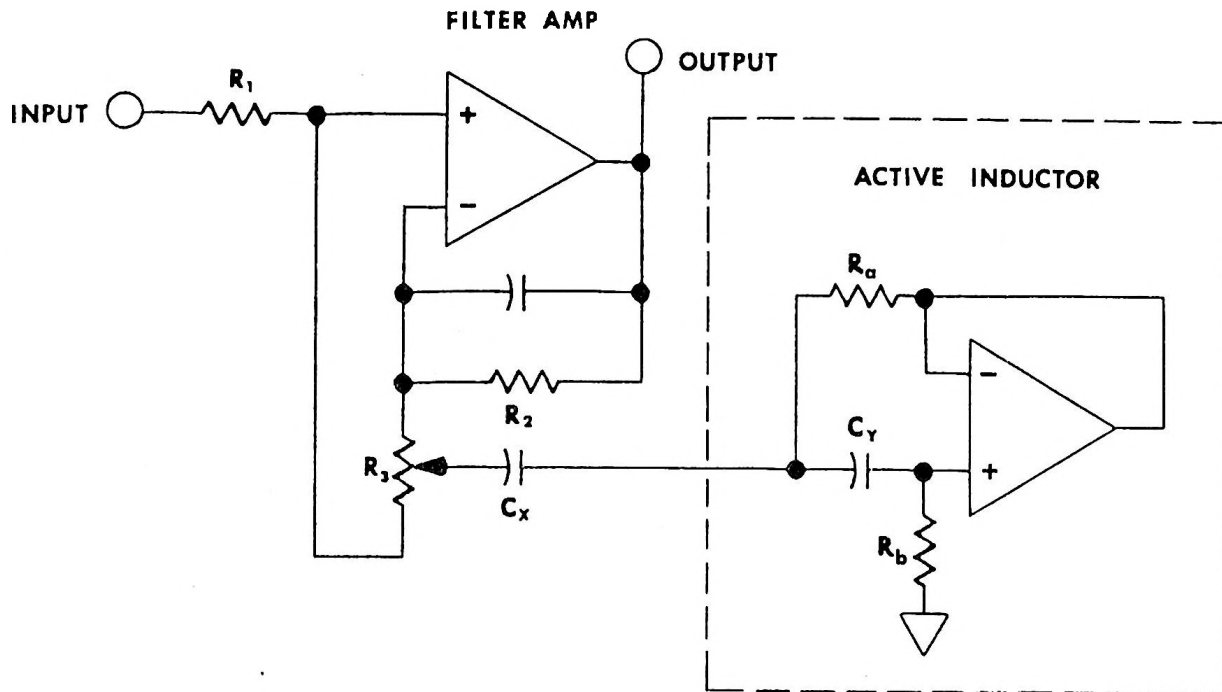 FILTER AMP
OUTPUT
R1
INPUT
+
−
ACTIVE INDUCTOR
Ra
−
R2
CY
R3
+
CX
Rb